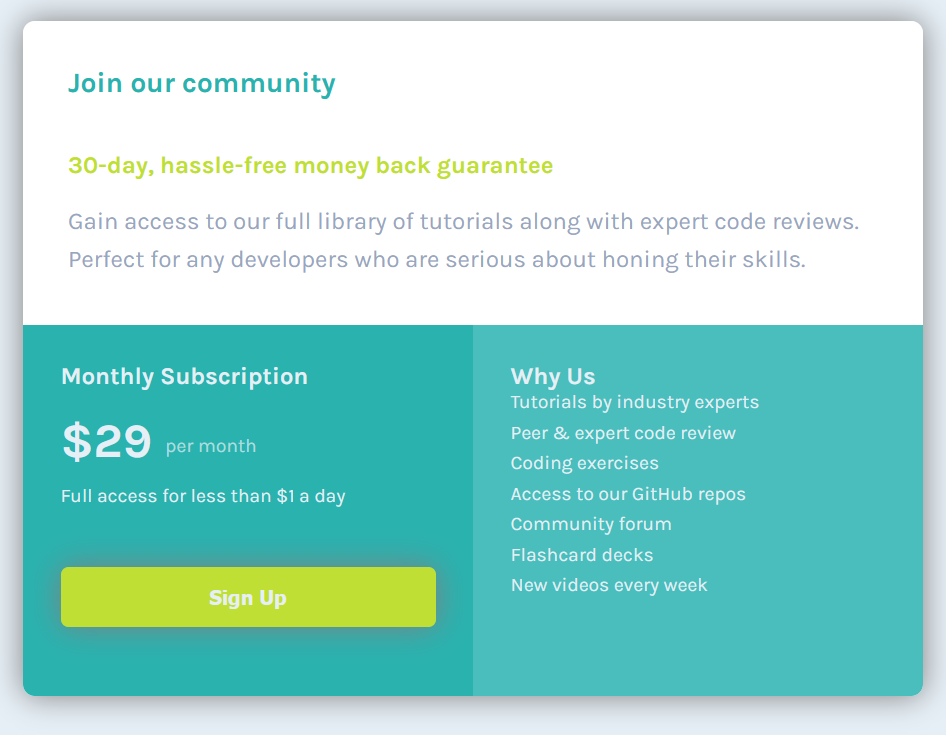 Join our community
30-day, hassle-free money back guarantee
Gain access to our full library of tutorials along with expert code reviews.
Perfect for any developers who are serious about honing their skills.
Monthly Subscription
$29 per month
Full access for less than $1 a day
Sign Up
Why Us
Tutorials by industry experts
Peer & expert code review
Coding exercises
Access to our GitHub repos
Community forum
Flashcard decks
New videos every week